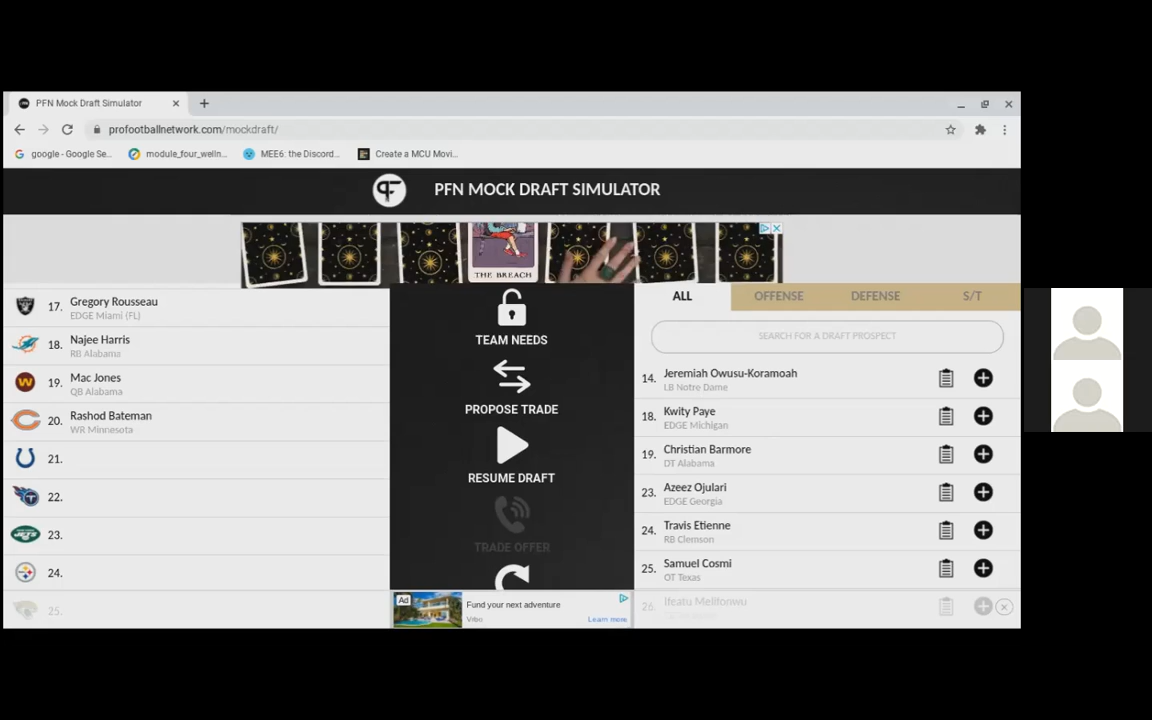 PFN Mock Draft Simulator
profootballnetwork.com/mockdraft/
google - Google Se...
module_four_welln...
MEE6: the Discord...
Create a MCU Movi...
PFN MOCK DRAFT SIMULATOR
THE BREACH
17. Gregory Rousseau
EDGE Miami (FL)
18. Najee Harris
RB Alabama
19. Mac Jones
QB Alabama
20. Rashod Bateman
WR Minnesota
21.
22.
23.
24.
25.
TEAM NEEDS
PROPOSE TRADE
RESUME DRAFT
TRADE OFFER
Ad
Fund your next adventure
Vrbo
Learn more
ALL OFFENSE DEFENSE S/T
SEARCH FOR A DRAFT PROSPECT
14. Jeremiah Owusu-Koramoah
LB Notre Dame
18. Kwity Paye
EDGE Michigan
19. Christian Barmore
DT Alabama
23. Azeez Ojulari
EDGE Georgia
24. Travis Etienne
RB Clemson
25. Samuel Cosmi
OT Texas
26. Ifeatu Melifonwu